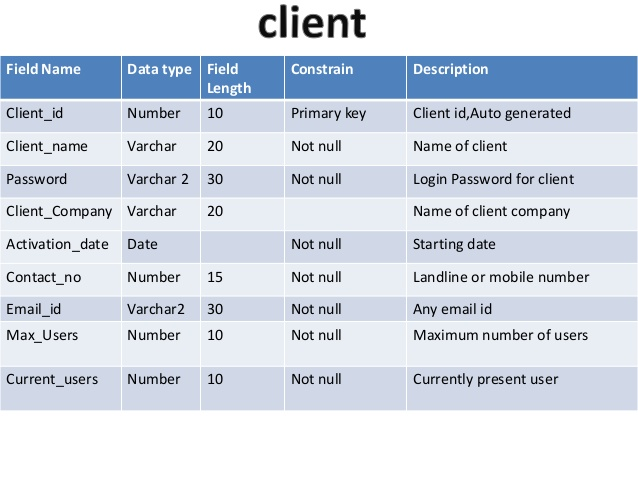 client
Field Name Data type Field Length Constrain Description
Client_id Number 10 Primary key Client id,Auto generated
Client_name Varchar 20 Not null Name of client
Password Varchar 2 30 Not null Login Password for client
Client_Company Varchar 20 Name of client company
Activation_date Date Not null Starting date
Contact_no Number 15 Not null Landline or mobile number
Email_id Varchar2 30 Not null Any email id
Max_Users Number 10 Not null Maximum number of users
Current_users Number 10 Not null Currently present user